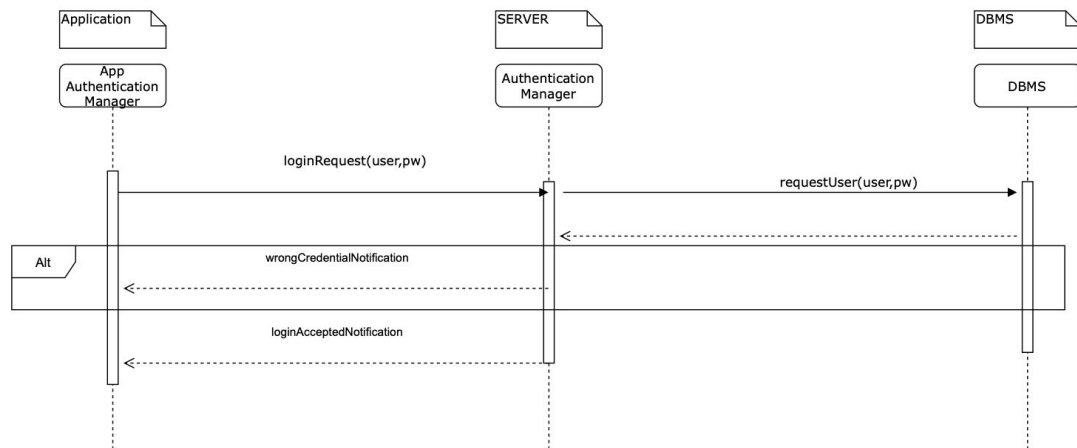 Application
SERVER
DBMS
App
Authentication
Manager
Authentication
Manager
DBMS
loginRequest(user,pw)
requestUser(user,pw)
Alt
wrongCredentialNotification
loginAcceptedNotification